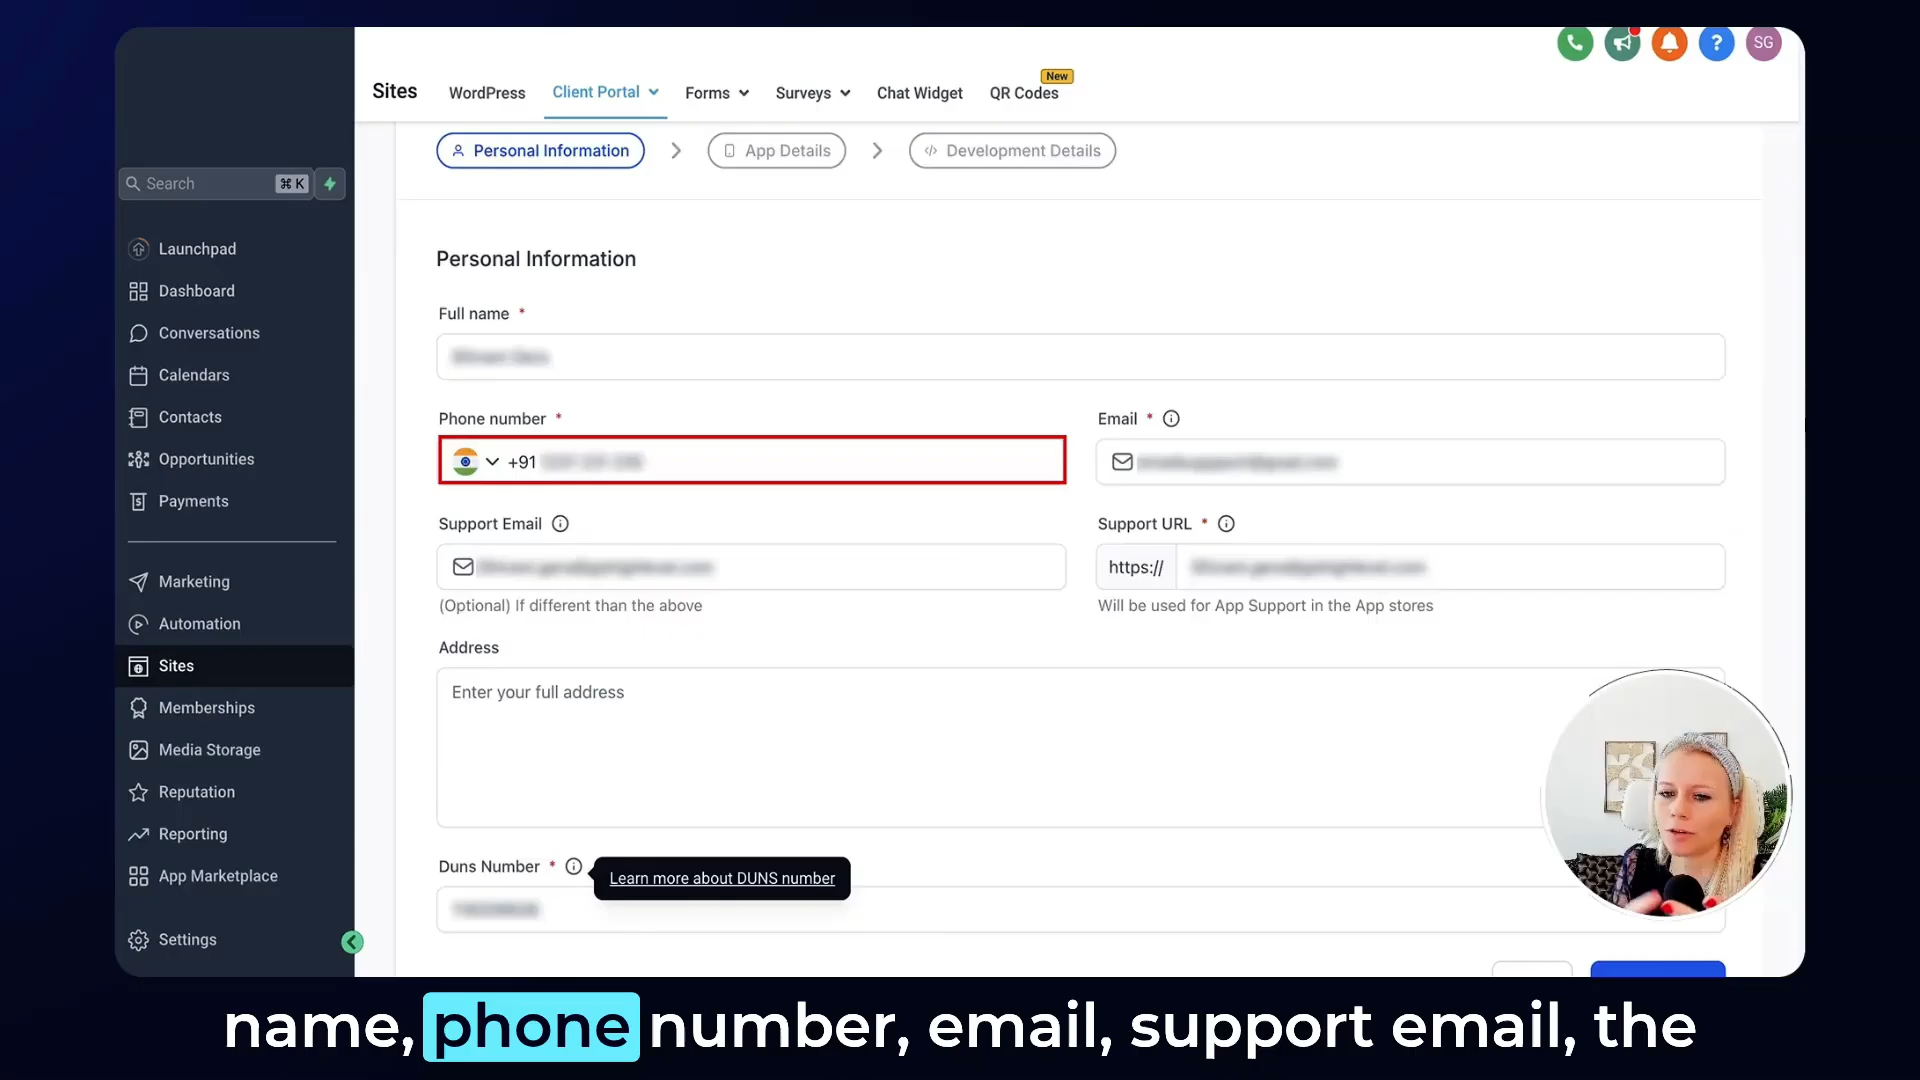 SG
New
Sites
WordPress
Client Portal
Forms
Surveys
Chat Widget
QR Codes
Personal Information
App Details
Development Details
Search
⌘ K
Launchpad
Dashboard
Conversations
Calendars
Contacts
Opportunities
Payments
Marketing
Automation
Sites
Memberships
Media Storage
Reputation
Reporting
App Marketplace
Settings
Personal Information
Full name *
Phone number *
+91
Email *
Support Email
(Optional) If different than the above
Support URL *
https://
Will be used for App Support in the App stores
Address
Enter your full address
Duns Number *
Learn more about DUNS number
name, phone number, email, support email, the